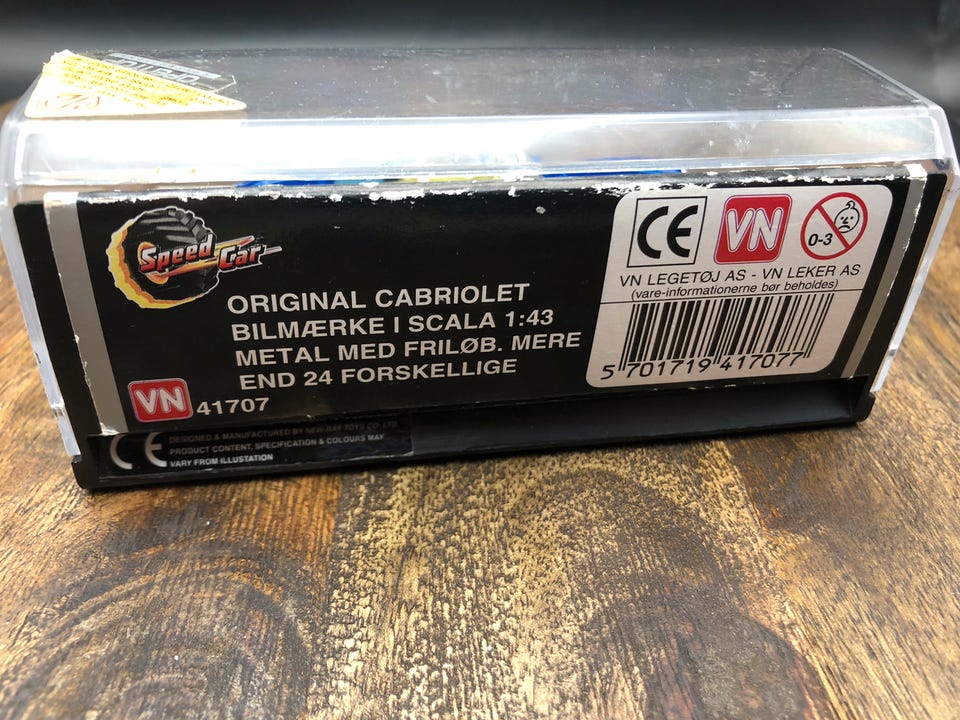 Speed Car
ORIGINAL CABRIOLET
BILMÆRKE I SCALA 1:43
METAL MED FRILØB. MERE
END 24 FORSKELLIGE
VN 41707
CE VN 0-3
VN LEGETØJ AS - VN LEKER AS
(vare-informationerne bør beholdes)
5 701719 417077
CE
DESIGNED & MANUFACTURED BY NEW-RAY TOYS CO. LTD.
PRODUCT CONTENT, SPECIFICATION & COLOURS MAY
VARY FROM ILLUSTATION